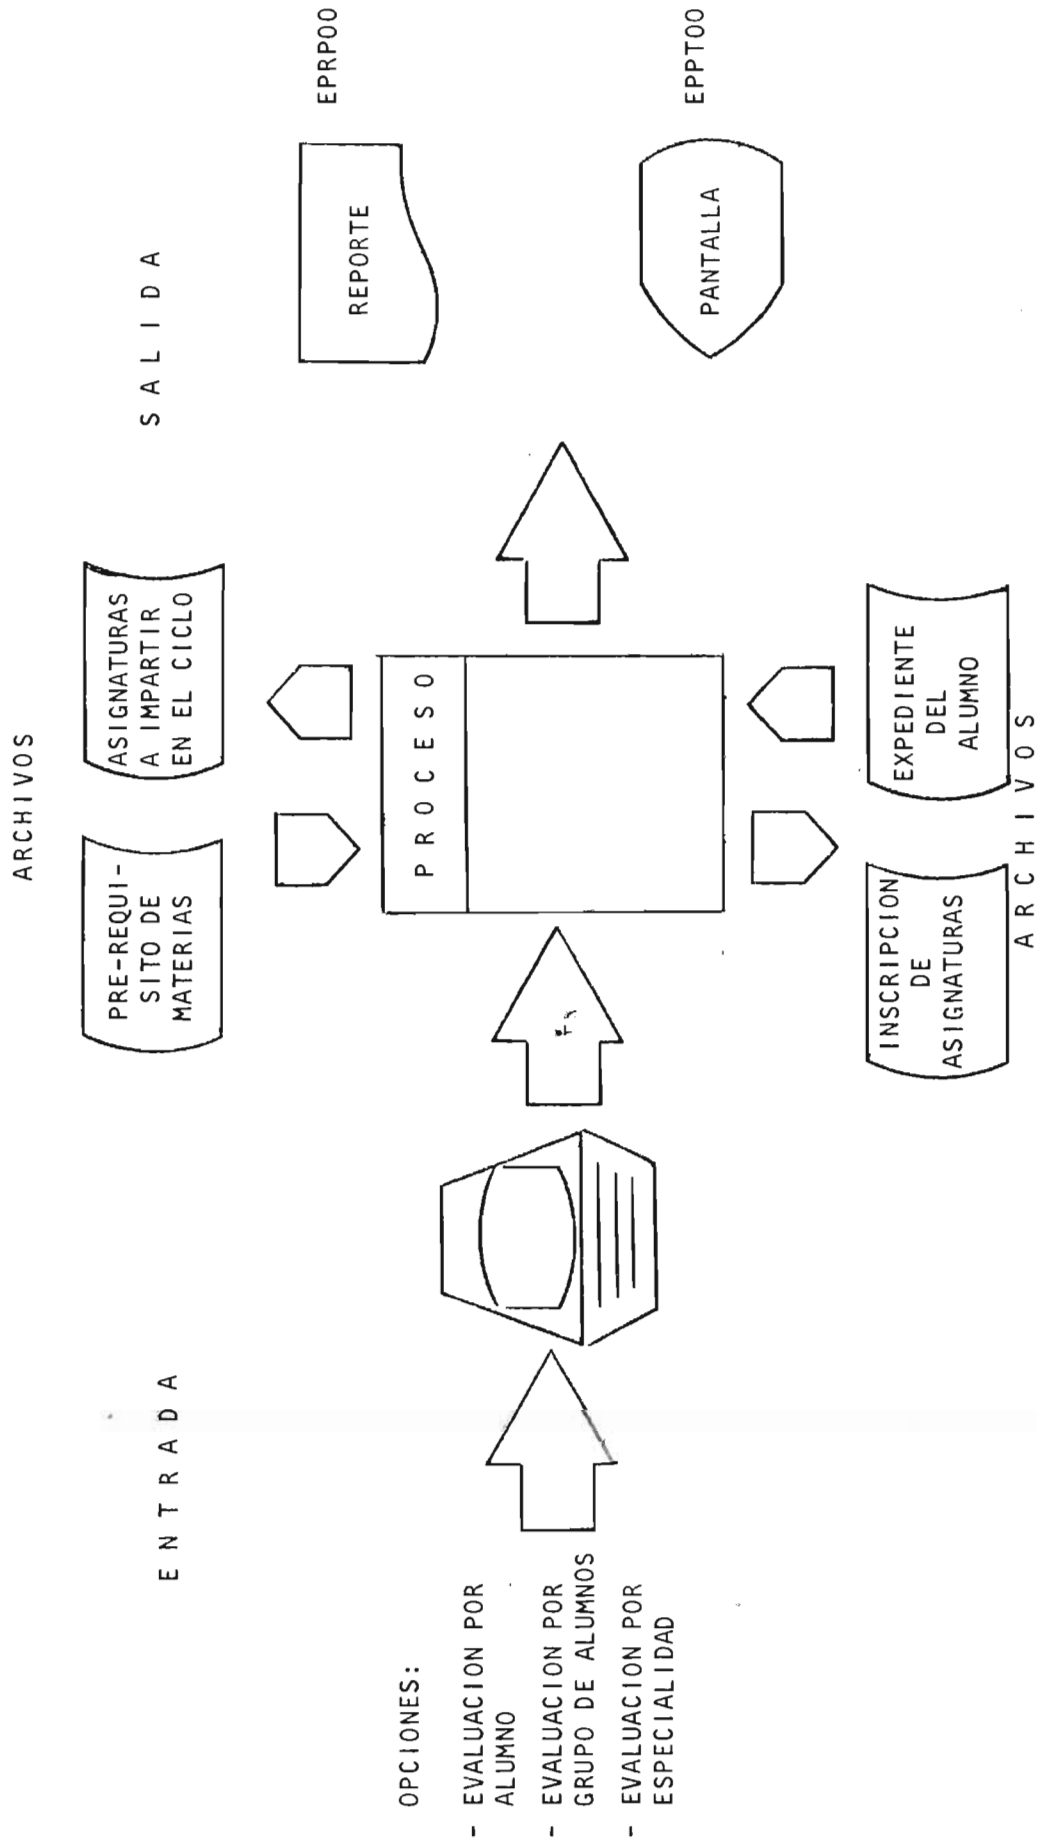 ARCHIVOS
ENTRADA
SALIDA
PRE-REQUI-
SITO DE
MATERIAS
ASIGNATURAS
A IMPARTIR
EN EL CICLO
OPCIONES:
- EVALUACION POR
ALUMNO
- EVALUACION POR
GRUPO DE ALUMNOS
- EVALUACION POR
ESPECIALIDAD
PROCESO
REPORTE
EPRP00
PANTALLA
EPPT00
INSCRIPCION
DE
ASIGNATURAS
EXPEDIENTE
DEL
ALUMNO
ARCHIVOS